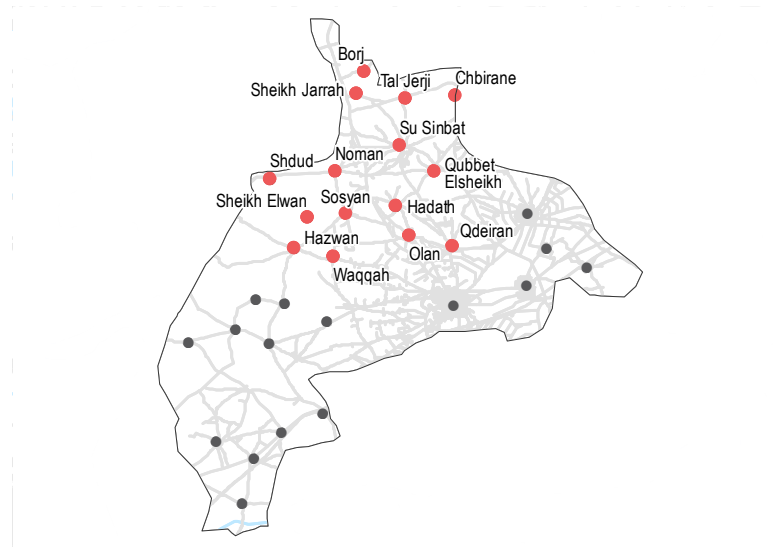 Borj
Tal Jerji
Chbirane
Sheikh Jarrah
Su Sinbat
Noman
Shdud
Qubbet
Elsheikh
Sheikh Elwan
Sosyan
Hadath
Qdeiran
Hazwan
Olan
Waqqah